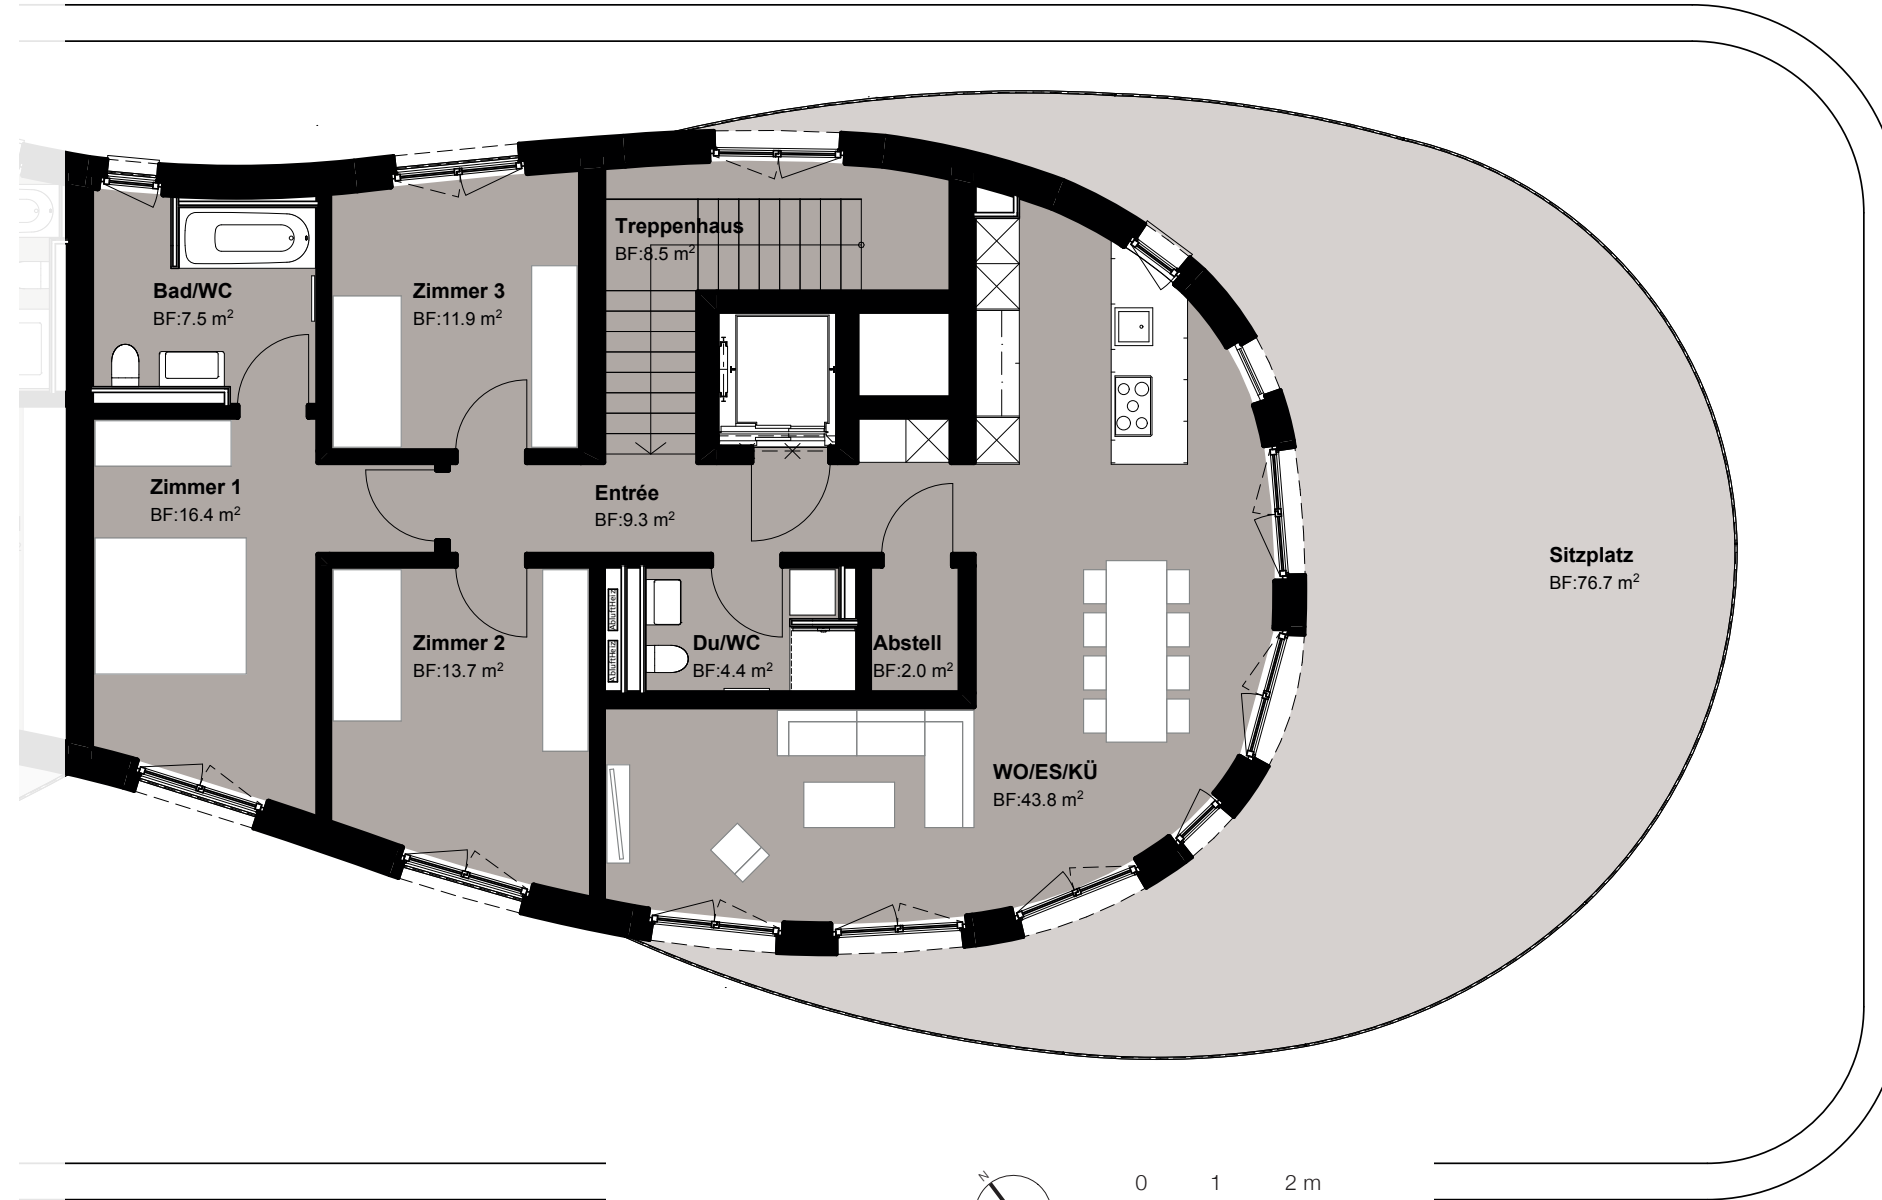 Treppenhaus
BF:8.5 m²
Bad/WC
BF:7.5 m²
Zimmer 3
BF:11.9 m²
Zimmer 1
BF:16.4 m²
Entrée
BF:9.3 m²
Sitzplatz
BF:76.7 m²
Zimmer 2
BF:13.7 m²
AbluftHeiz
AbluftHeiz
Du/WC
BF:4.4 m²
Abstell
BF:2.0 m²
WO/ES/KÜ
BF:43.8 m²
N
0 1 2 m